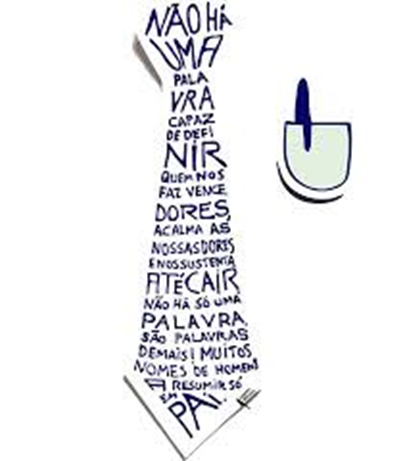 NÃO HÁ
UMA
PALA
VRA
CAPAZ
DE DEFI
NIR
QUEM NOS
FAZ VENCE
DORES,
ACALMA AS
NOSSAS DORES
E NOS SUSTENTA
ATÉ CAIR,
NÃO HÁ SÓ UMA
PALAVRA,
SÃO PALAVRAS
DEMAIS! MUITOS
NOMES DE HOMENS
A RESUMIR SÓ
EM
PAI.